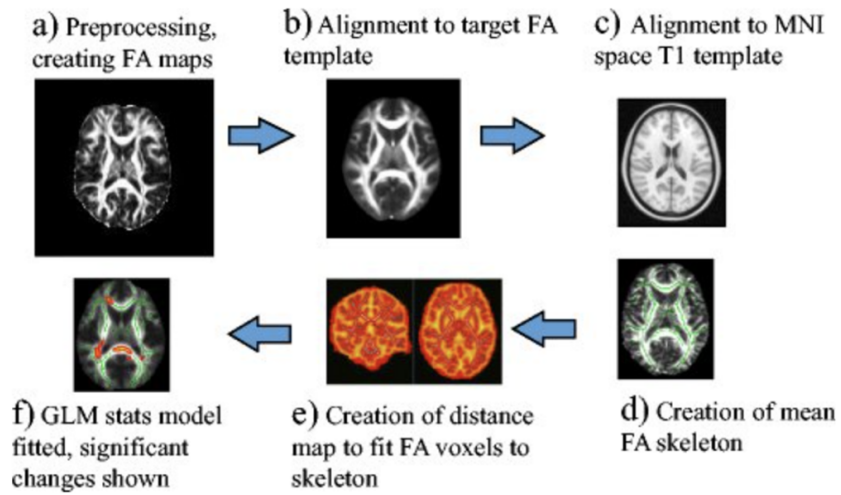 a) Preprocessing,
creating FA maps
b) Alignment to target FA
template
c) Alignment to MNI
space T1 template
d) Creation of mean
FA skeleton
e) Creation of distance
map to fit FA voxels to
skeleton
f) GLM stats model
fitted, significant
changes shown